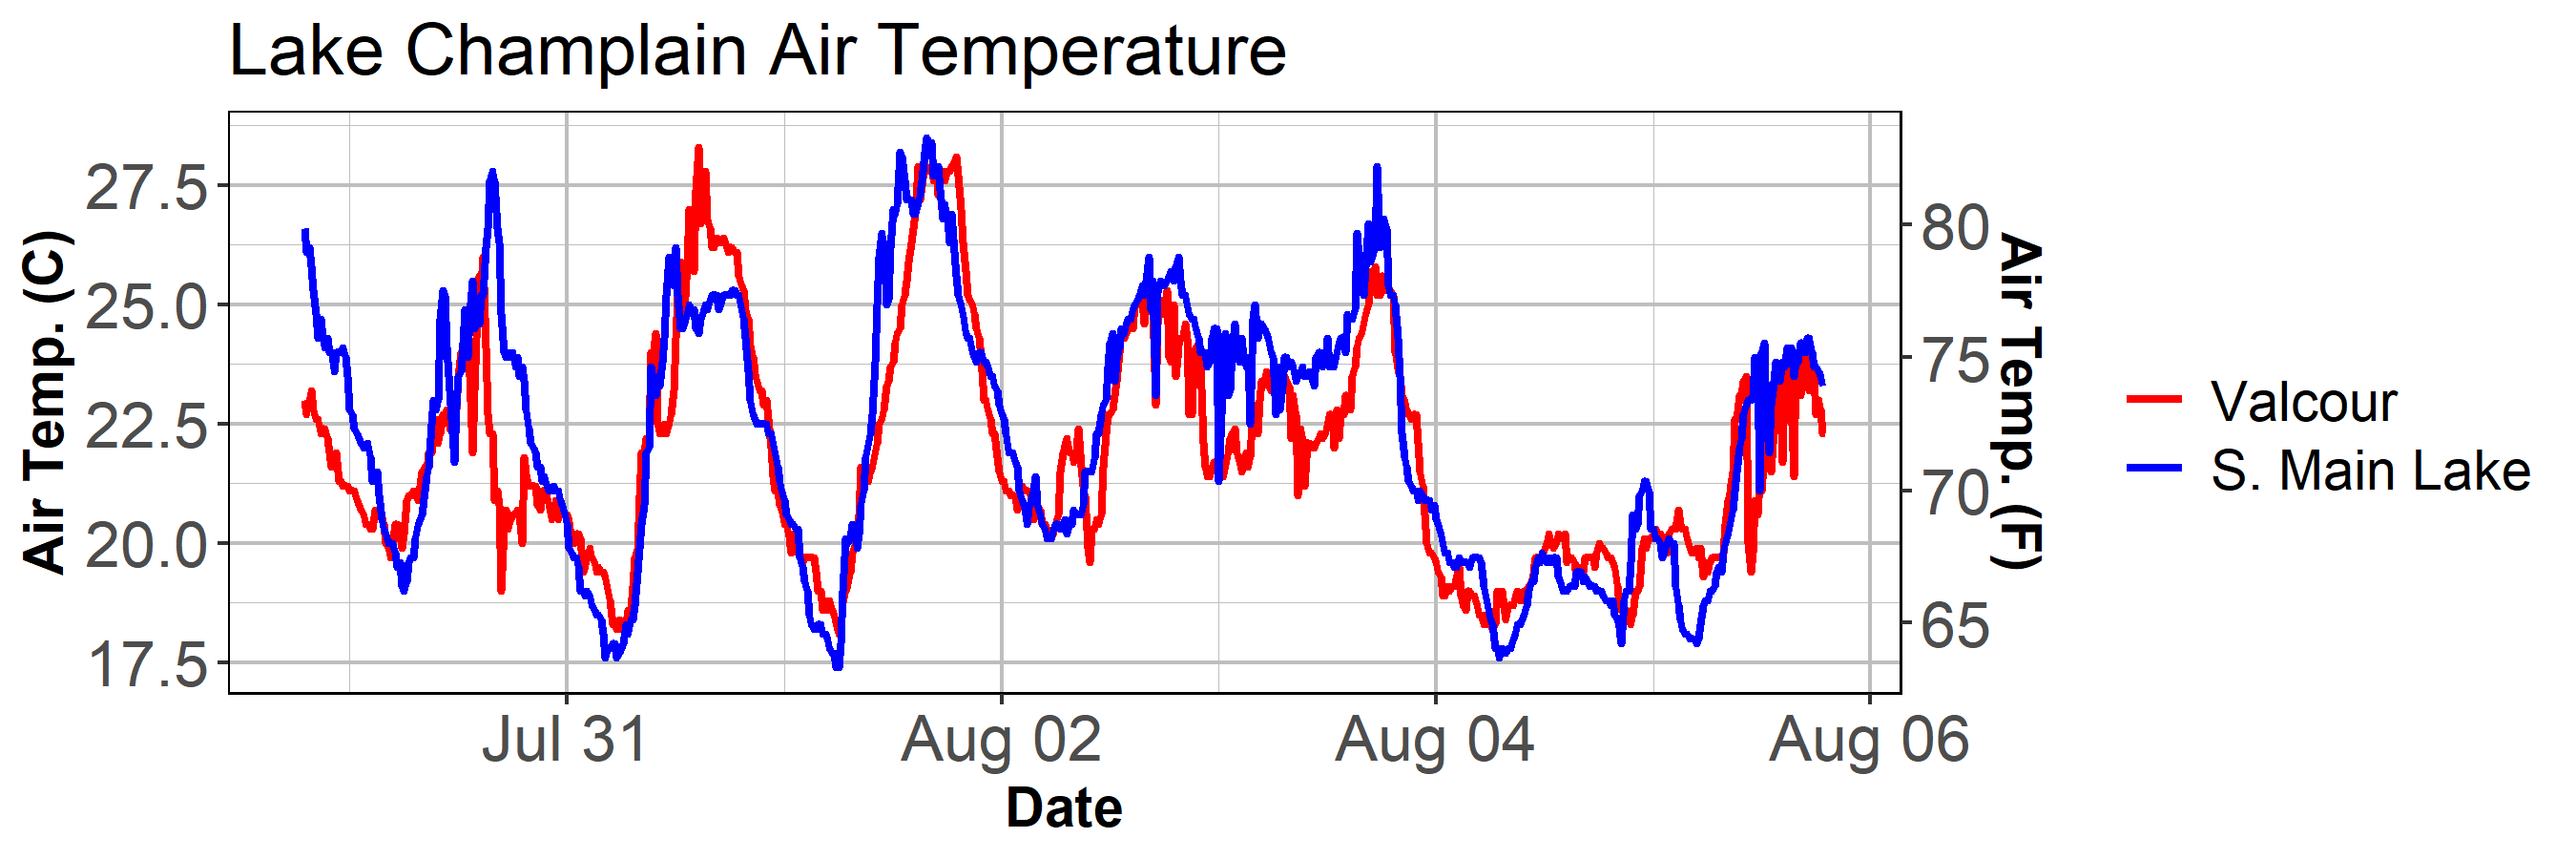 Lake Champlain Air Temperature
Air Temp. (C)
27.5
25.0
22.5
20.0
17.5
80
75
70
65
Air Temp. (F)
Jul 31
Aug 02
Aug 04
Aug 06
Date
Valcour
S. Main Lake